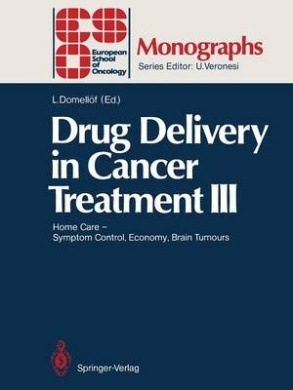 European
School of
Oncology
Monographs
Series Editor: U.Veronesi
L.Domellöf (Ed.)
Drug Delivery
in Cancer
Treatment III
Home Care –
Symptom Control, Economy, Brain Tumours
Springer-Verlag